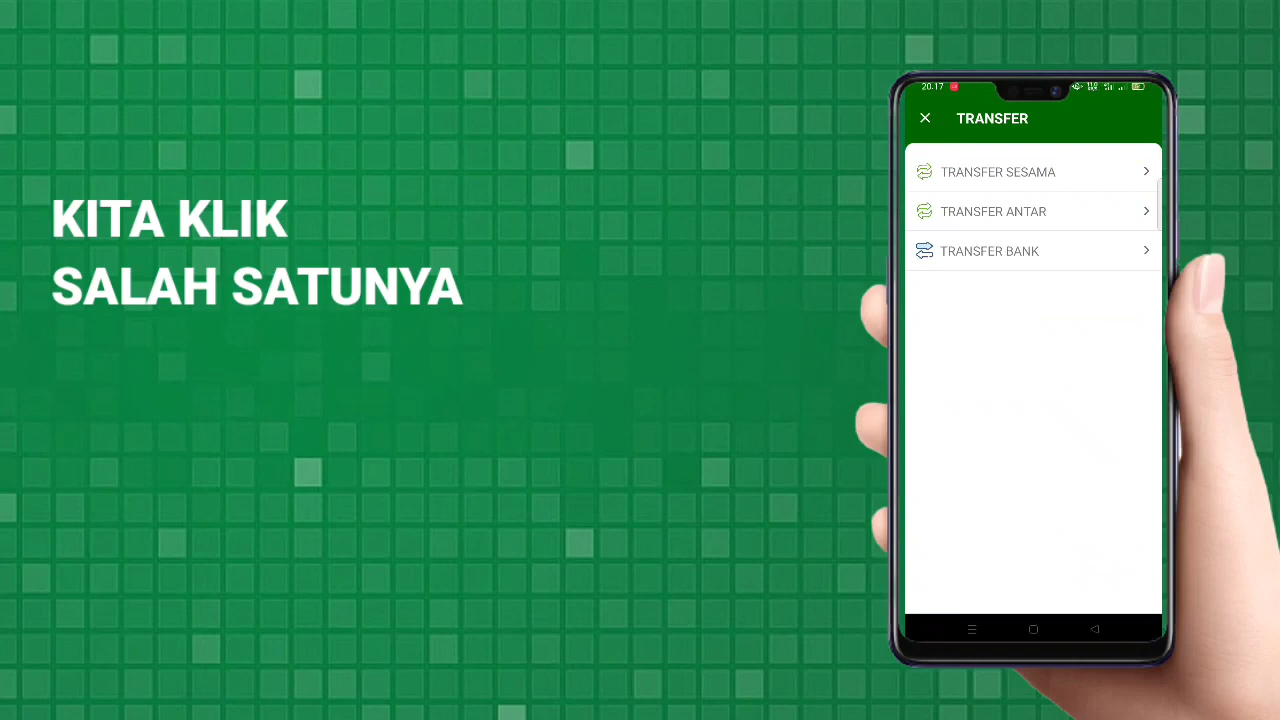 KITA KLIK
SALAH SATUNYA
20.17
TRANSFER
TRANSFER SESAMA
TRANSFER ANTAR
TRANSFER BANK